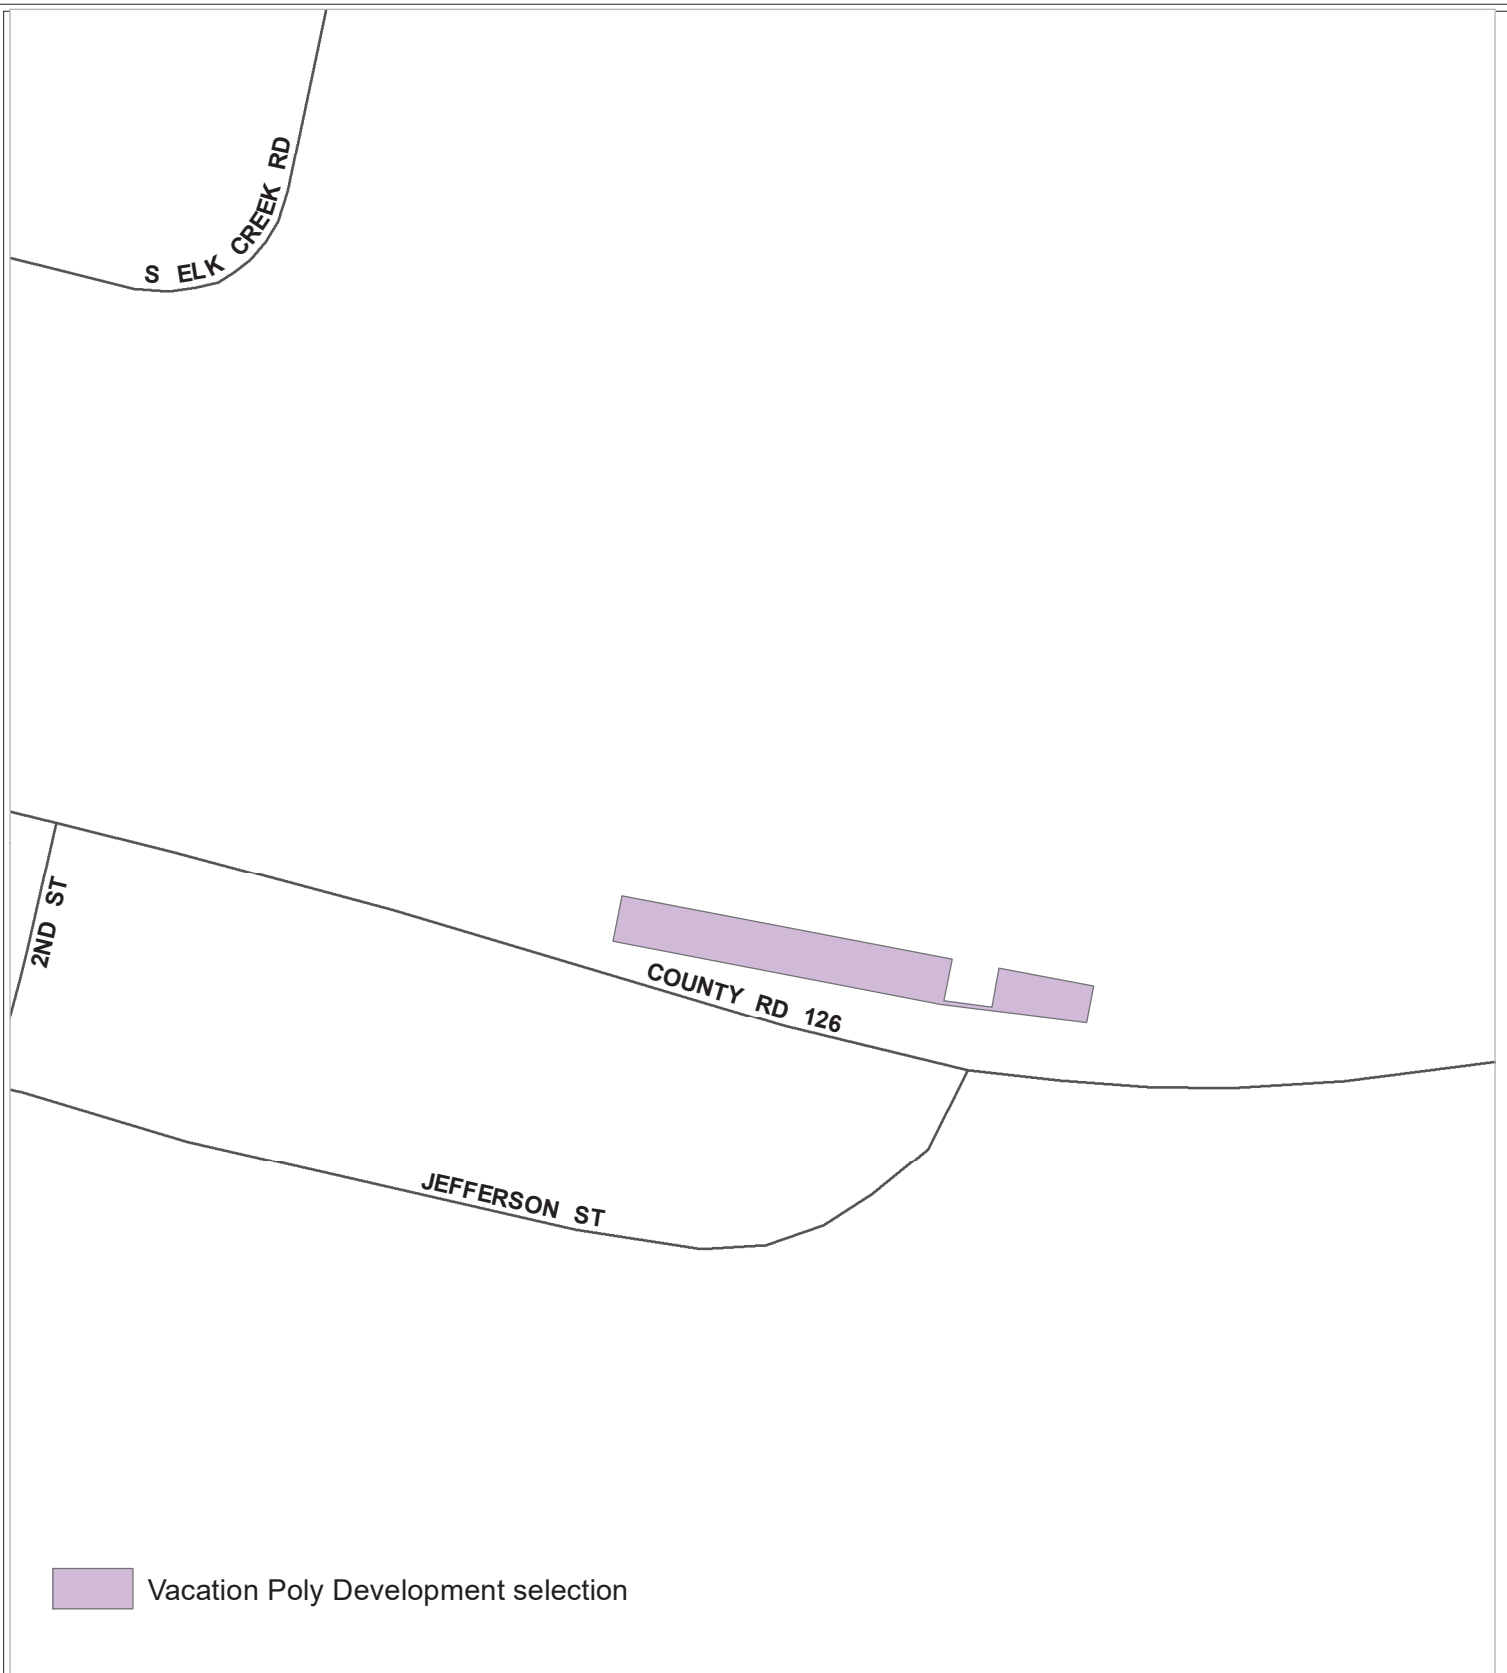 S ELK CREEK RD
2ND ST
COUNTY RD 126
JEFFERSON ST
Vacation Poly Development selection